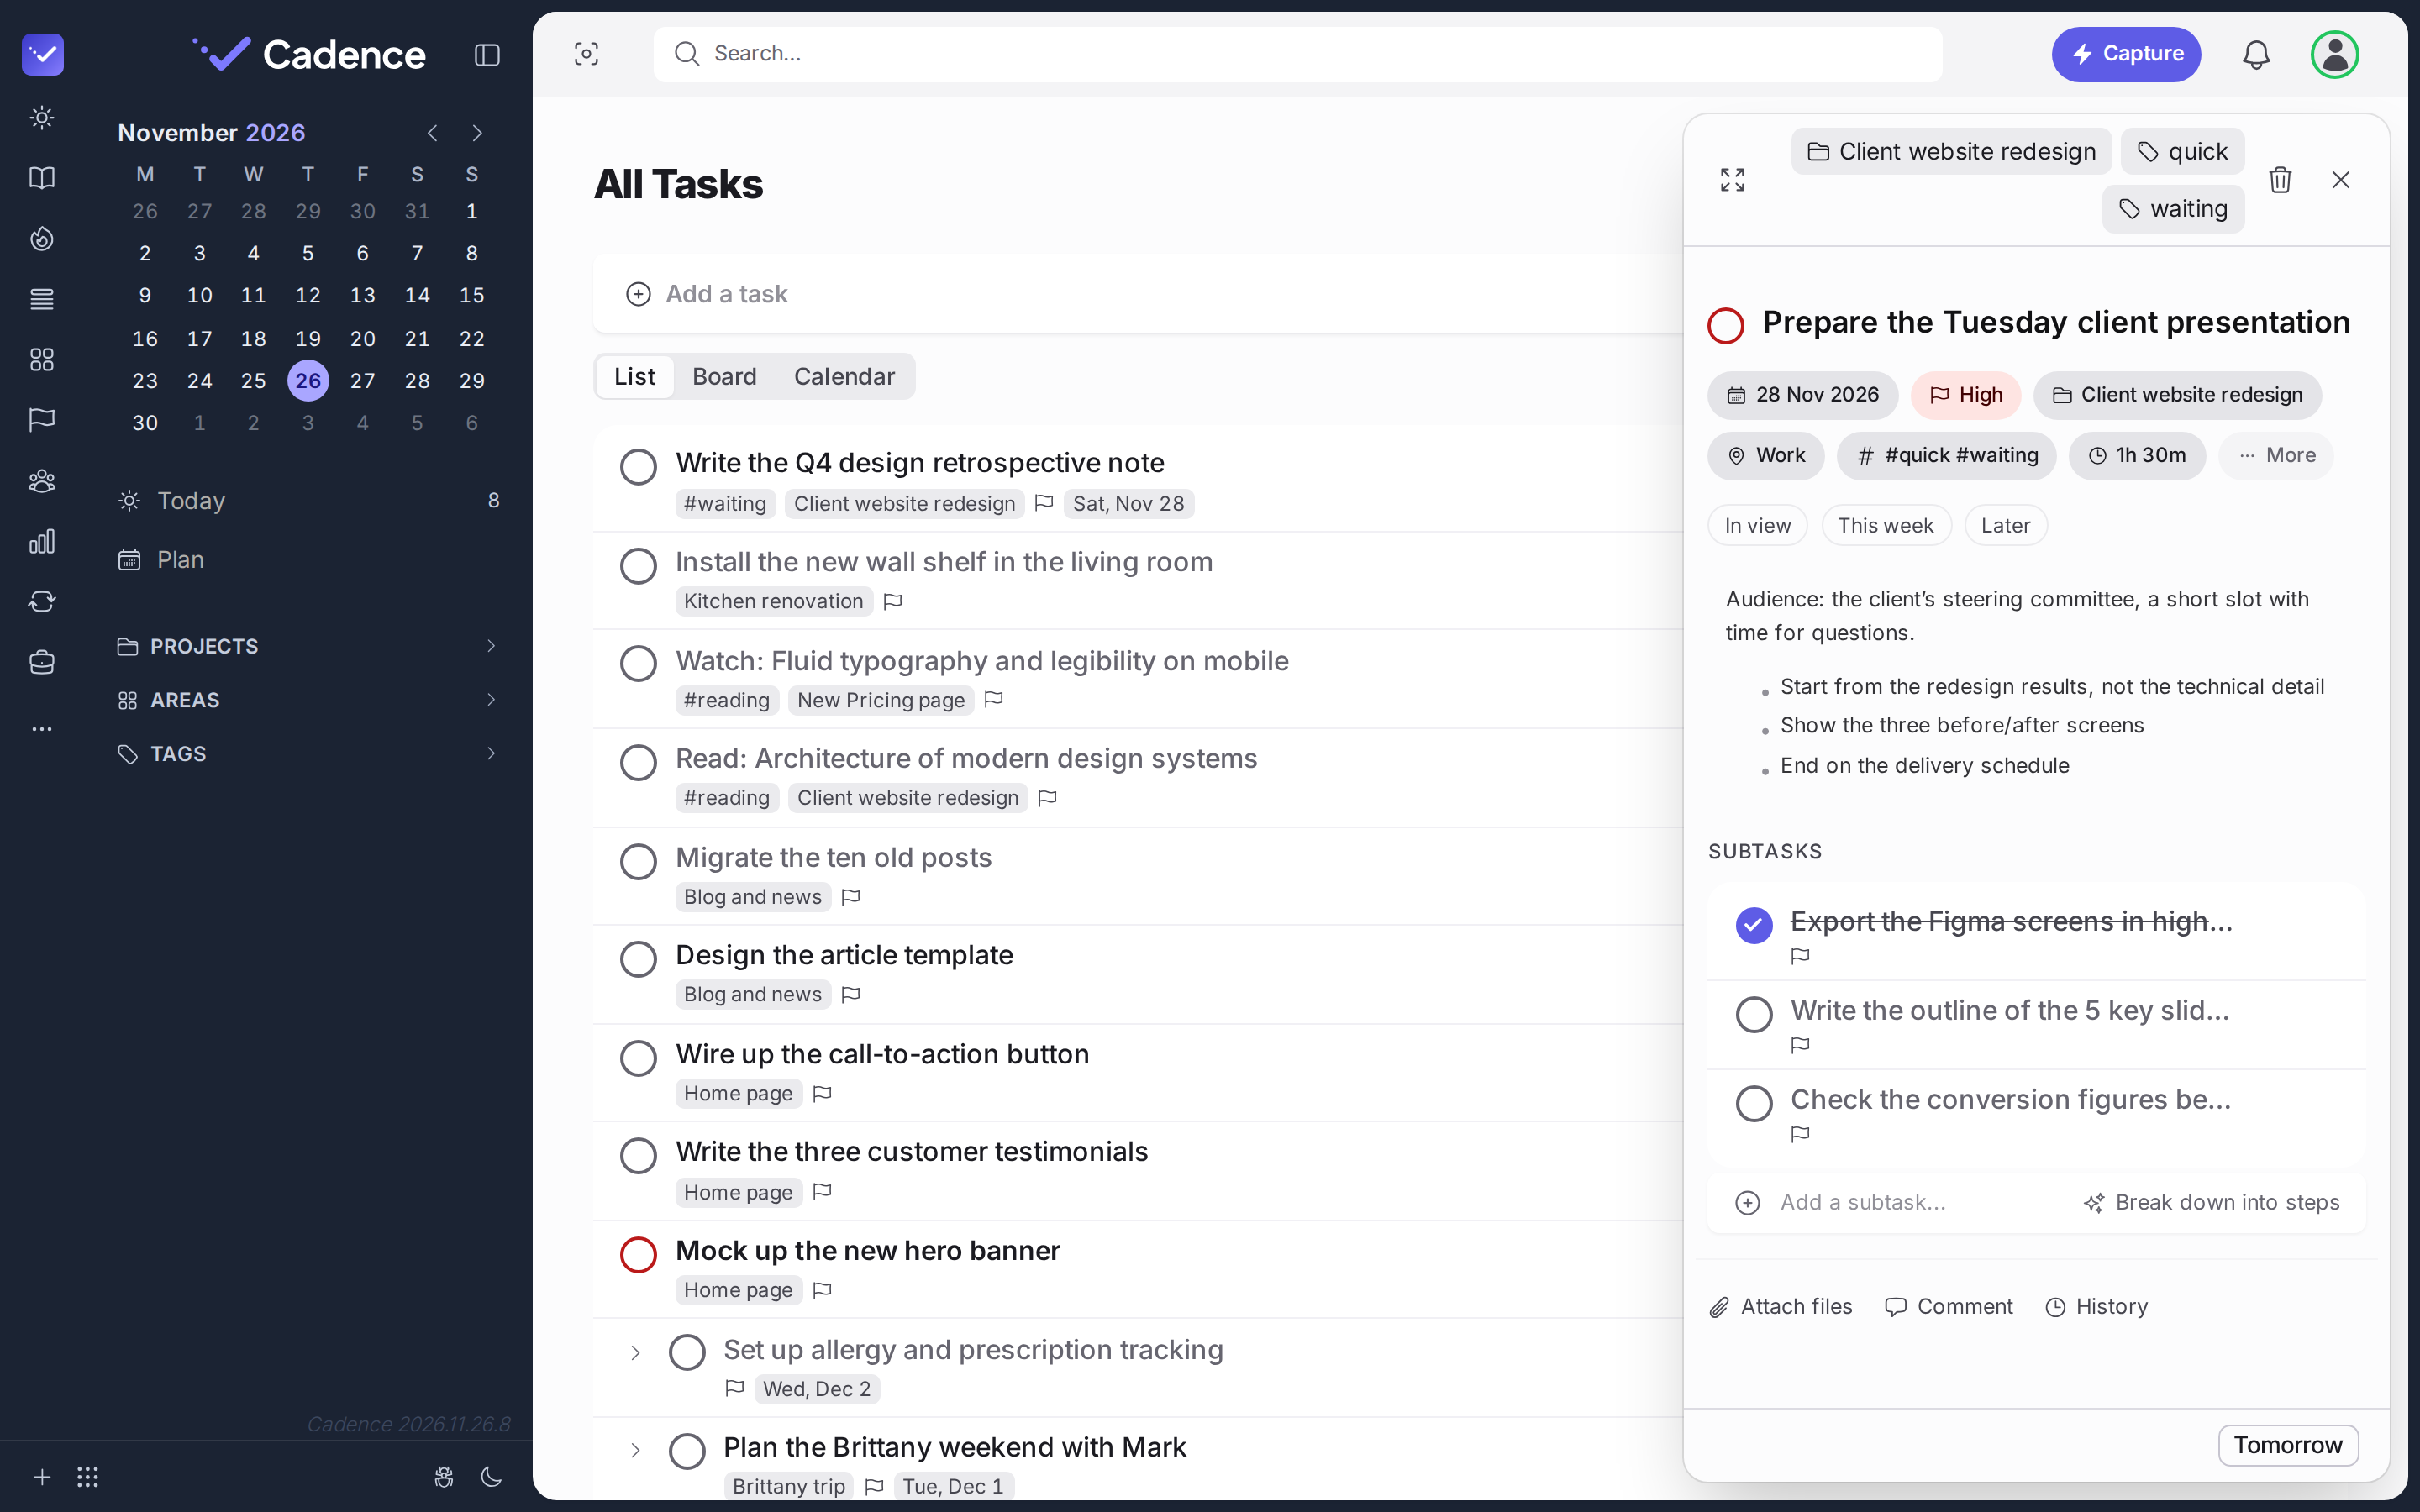 Cadence
November 2026
M T W T F S S
26 27 28 29 30 31 1
2 3 4 5 6 7 8
9 10 11 12 13 14 15
16 17 18 19 20 21 22
23 24 25 26 27 28 29
30 1 2 3 4 5 6
Today 8
Plan
PROJECTS
AREAS
TAGS
Cadence 2026.11.26.8
Search...
Capture
All Tasks
Add a task
List Board Calendar
Write the Q4 design retrospective note
#waiting Client website redesign Sat, Nov 28
Install the new wall shelf in the living room
Kitchen renovation
Watch: Fluid typography and legibility on mobile
#reading New Pricing page
Read: Architecture of modern design systems
#reading Client website redesign
Migrate the ten old posts
Blog and news
Design the article template
Blog and news
Wire up the call-to-action button
Home page
Write the three customer testimonials
Home page
Mock up the new hero banner
Home page
Set up allergy and prescription tracking
Wed, Dec 2
Plan the Brittany weekend with Mark
Brittany trip Tue, Dec 1
Client website redesign quick
waiting
Prepare the Tuesday client presentation
28 Nov 2026 High Client website redesign
Work # #quick #waiting 1h 30m ... More
In view This week Later
Audience: the client’s steering committee, a short slot with
time for questions.
• Start from the redesign results, not the technical detail
• Show the three before/after screens
• End on the delivery schedule
SUBTASKS
Export the Figma screens in high...
Write the outline of the 5 key slid...
Check the conversion figures be...
Add a subtask... Break down into steps
Attach files Comment History
Tomorrow